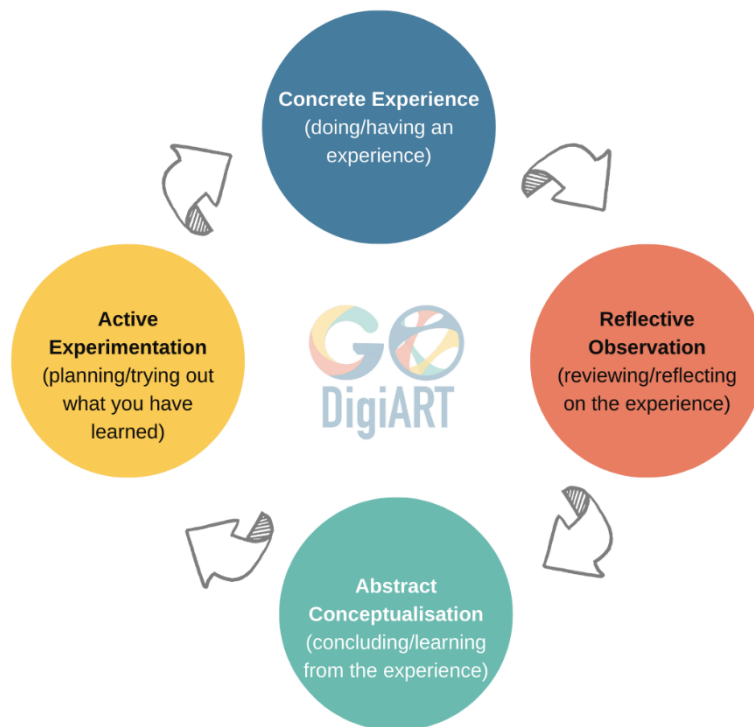 Concrete Experience
(doing/having an
experience)
Reflective
Observation
(reviewing/reflecting
on the experience)
Abstract
Conceptualisation
(concluding/learning
from the experience)
Active
Experimentation
(planning/trying out
what you have
learned)
GO
DigiART